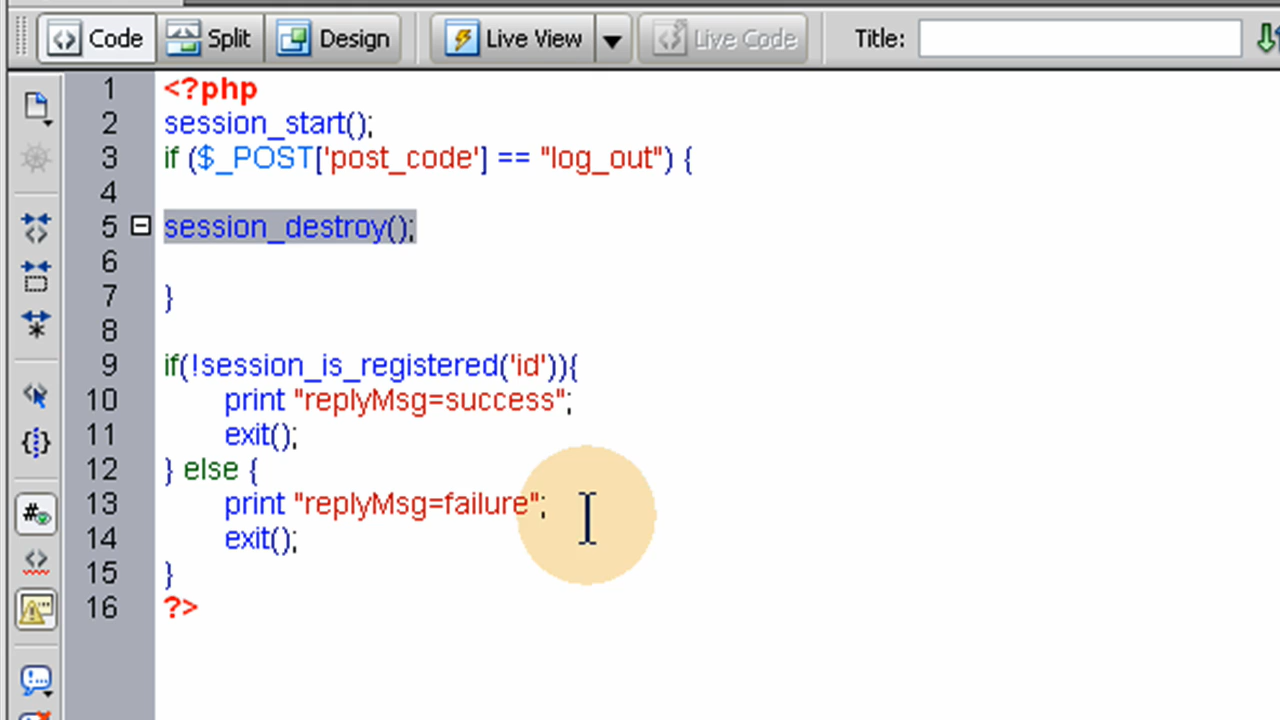 Code Split Design Live View Live Code Title:
1 <?php
2 session_start();
3 if ($_POST['post_code'] == "log_out") {
4
5 session_destroy();
6
7 }
8
9 if(!session_is_registered('id')){
10 print "replyMsg=success";
11 exit();
12 } else {
13 print "replyMsg=failure";
14 exit();
15 }
16 ?>